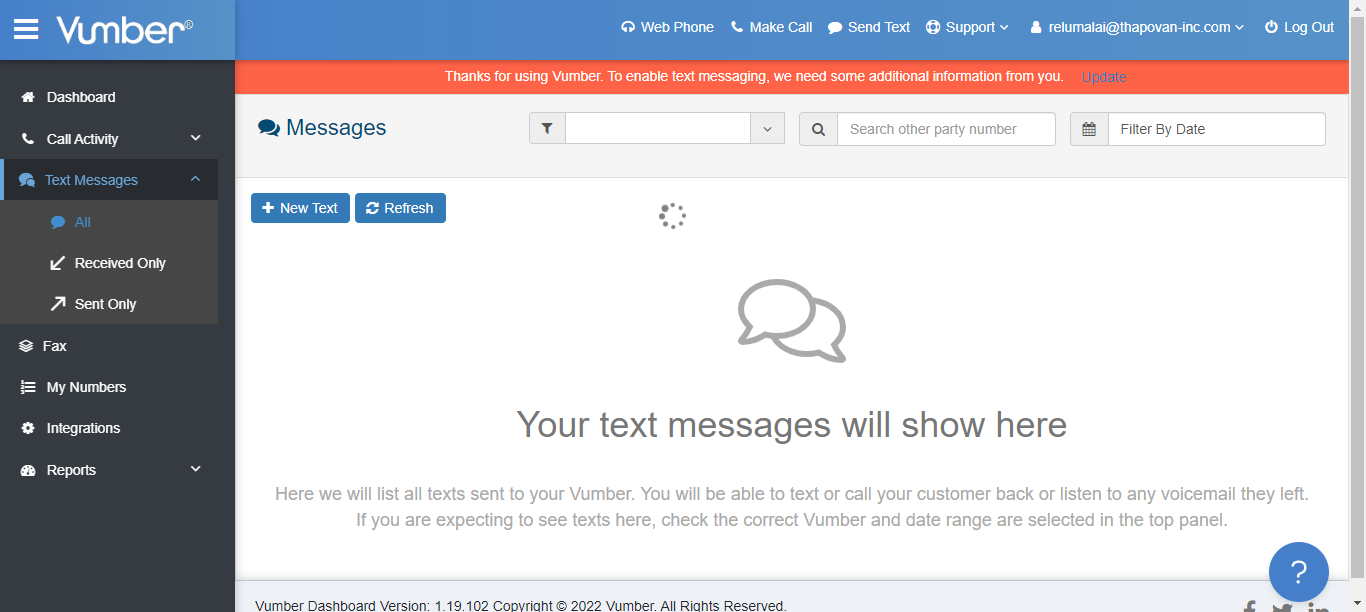 Vumber®
Web Phone
Make Call
Send Text
Support
relumalai@thapovan-inc.com
Log Out
Thanks for using Vumber. To enable text messaging, we need some additional information from you. Update
Dashboard
Call Activity
Text Messages
All
Received Only
Sent Only
Fax
My Numbers
Integrations
Reports
Messages
Search other party number
Filter By Date
New Text
Refresh
Your text messages will show here
Here we will list all texts sent to your Vumber. You will be able to text or call your customer back or listen to any voicemail they left.
If you are expecting to see texts here, check the correct Vumber and date range are selected in the top panel.
?
Vumber Dashboard Version: 1.19.102 Copyright © 2022 Vumber. All Rights Reserved.